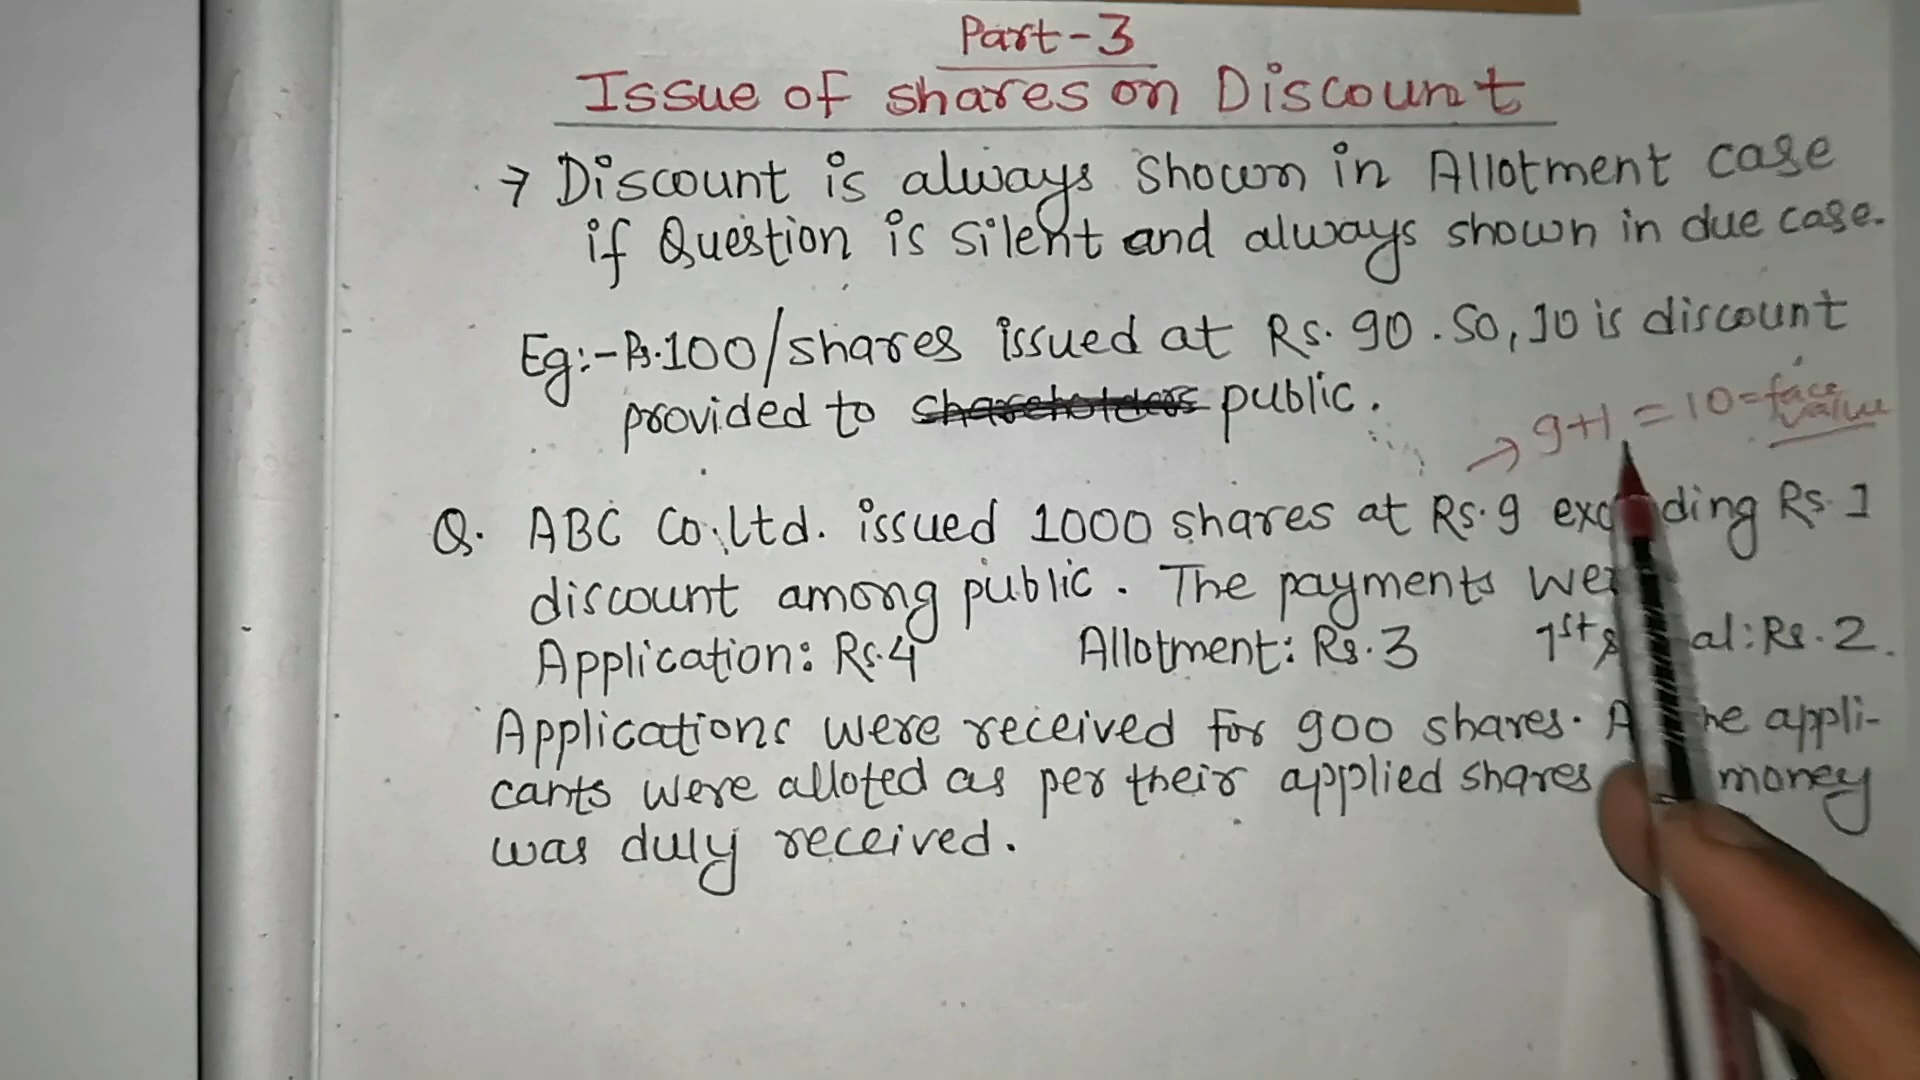 Part-3
Issue of shares on Discount
→ Discount is always shown in Allotment case
if Question is silent and always shown in due case.
Eg:- Rs.100/shares issued at Rs. 90. So, 10 is discount
provided to shareholders public.
→ 9+1 = 10 = face value
Q. ABC Co. Ltd. issued 1000 shares at Rs. 9 Rs. 1
discount among public. The payments
Application: Rs. 4 Allotment: Rs. 3 1st & Rs. 2.
Applications were received for 900 shares. appli-
cants were alloted as per their applied shares money
was duly received.